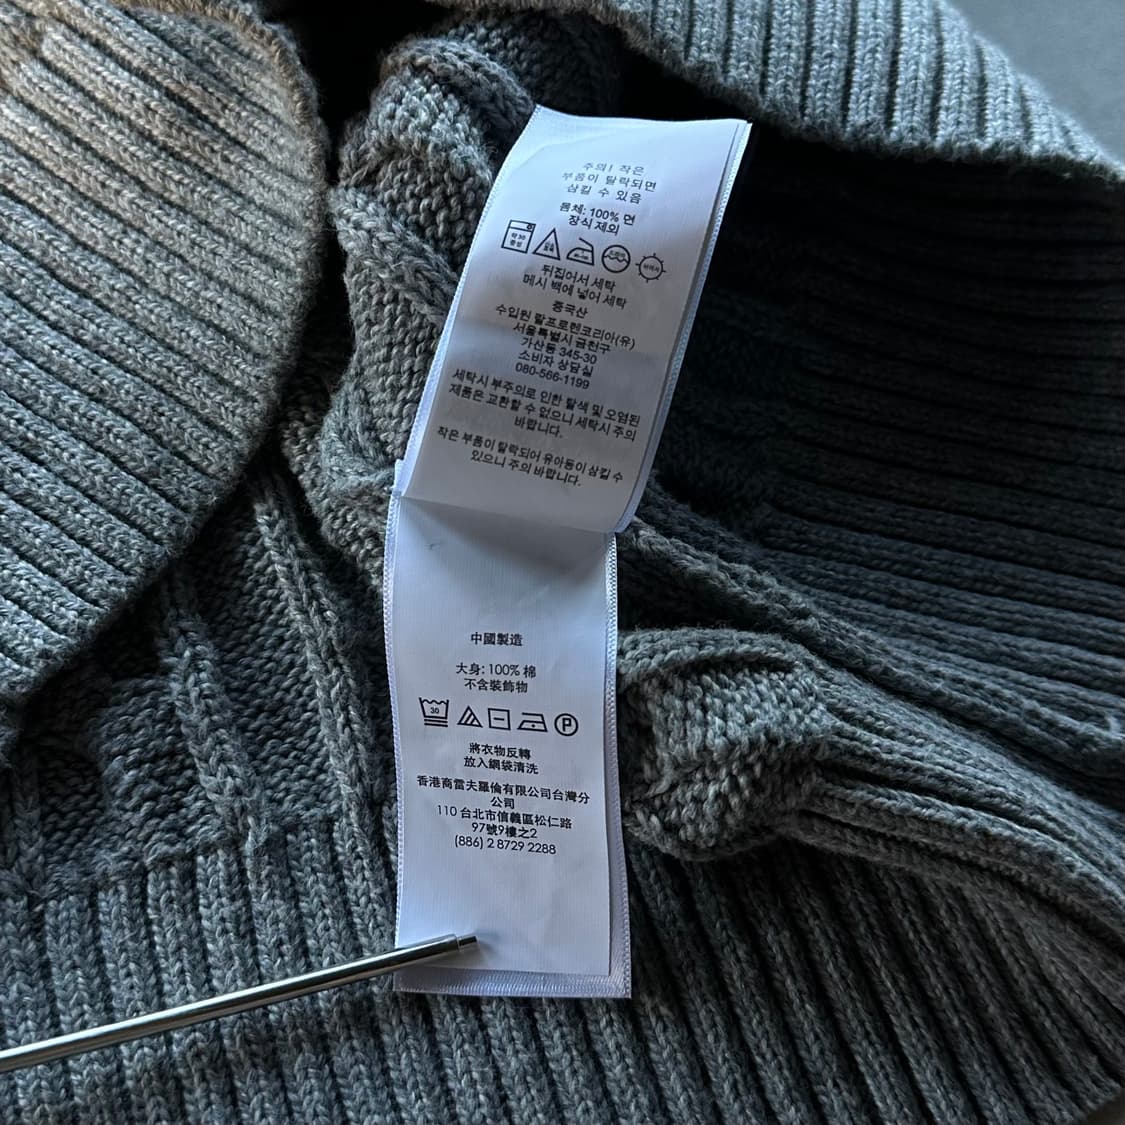 주의! 작은
부품이 탈락되면
삼킬 수 있음
몸체: 100% 면
장식 제외
약 30
중성
뒤집어서 세탁
메시 백에 넣어 세탁
중국산
수입원 랄프로렌코리아(유)
서울특별시 금천구
가산동 345-30
소비자 상담실
080-566-1199
세탁시 부주의로 인한 탈색 및 오염된
제품은 교환할 수 없으니 세탁시 주의
바랍니다.
작은 부품이 탈락되어 유아동이 삼킬 수
있으니 주의 바랍니다.
中國製造
大身: 100% 棉
不含裝飾物
30
P
將衣物反轉
放入網袋清洗
香港商雷夫羅倫有限公司台灣分
公司
110 台北市信義區松仁路
97號9樓之2
(886) 2 8729 2288